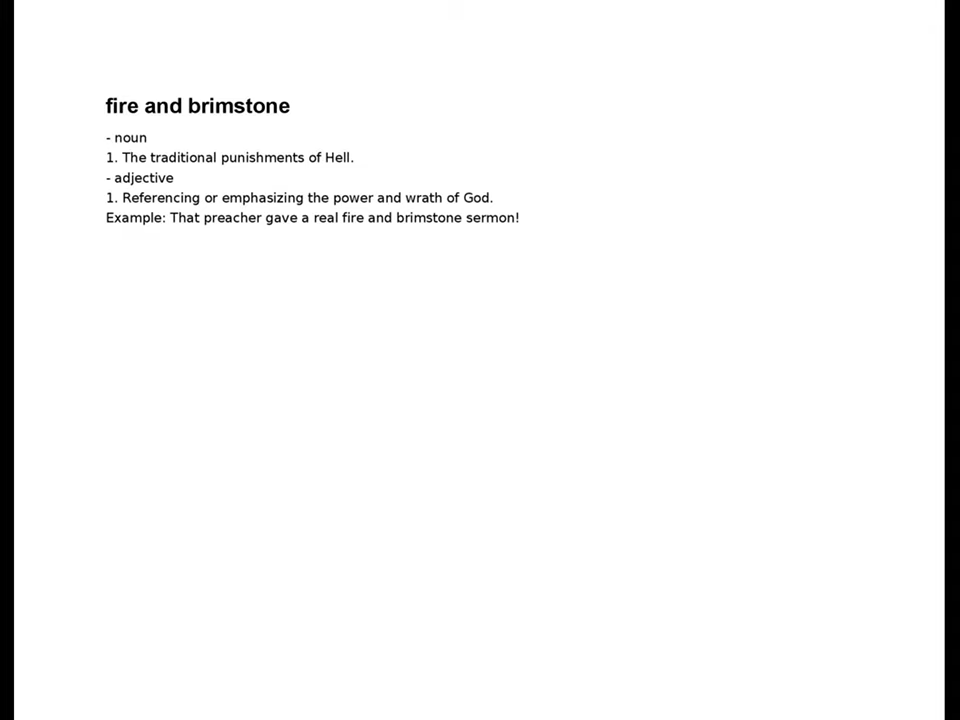 fire and brimstone
- noun
1. The traditional punishments of Hell.
- adjective
1. Referencing or emphasizing the power and wrath of God.
Example: That preacher gave a real fire and brimstone sermon!